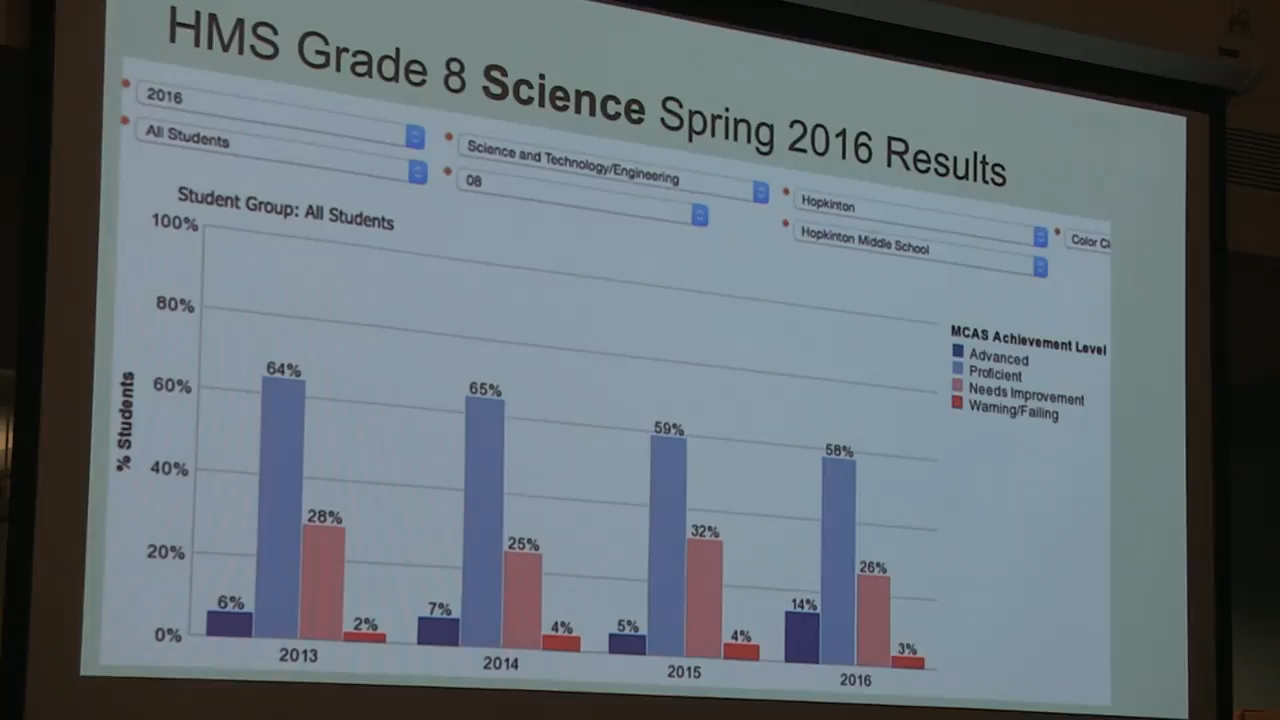 HMS Grade 8 Science Spring 2016 Results
2016
All Students
Science and Technology/Engineering
08
Hopkinton
Hopkinton Middle School
Color
Student Group: All Students
100%
80%
60%
40%
20%
0%
% Students
6%
64%
28%
2%
7%
65%
25%
4%
5%
59%
32%
4%
14%
58%
26%
3%
2013
2014
2015
2016
MCAS Achievement Level
Advanced
Proficient
Needs Improvement
Warning/Failing